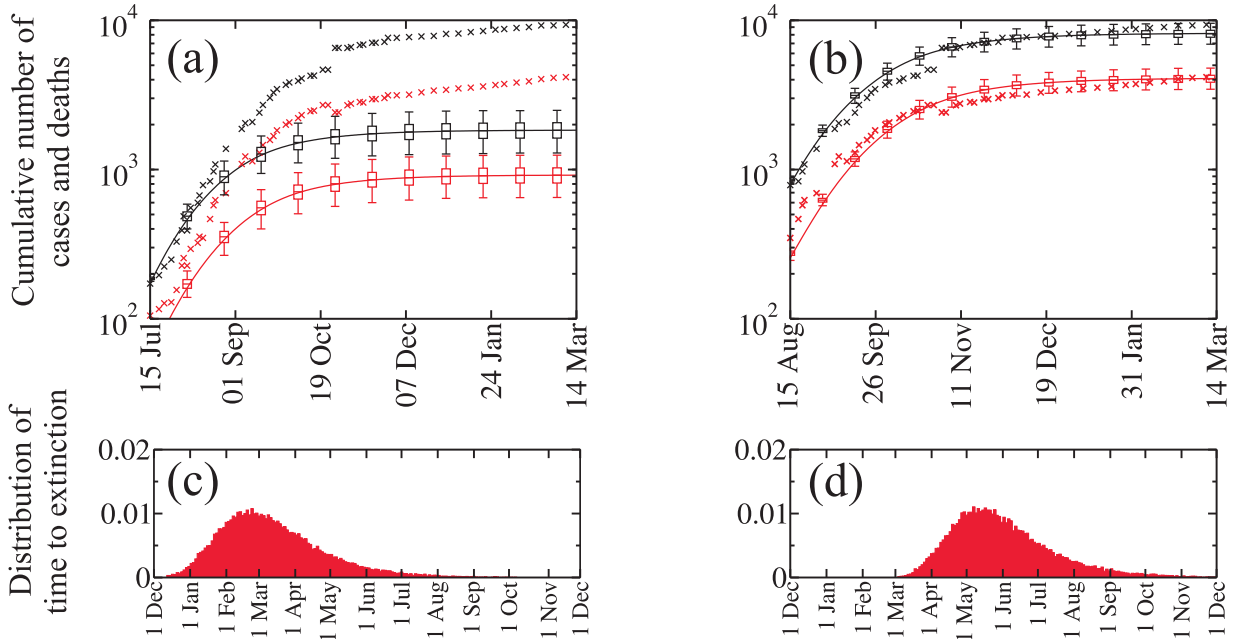 Cumulative number of
cases and deaths
10^4
10^3
10^2
(a)
15 Jul
01 Sep
19 Oct
07 Dec
24 Jan
14 Mar
10^4
10^3
10^2
(b)
15 Aug
26 Sep
11 Nov
19 Dec
31 Jan
14 Mar
Distribution of
time to extinction
0.02
0.01
0
(c)
1 Dec
1 Jan
1 Feb
1 Mar
1 Apr
1 May
1 Jun
1 Jul
1 Aug
1 Sep
1 Oct
1 Nov
1 Dec
0.02
0.01
0
(d)
1 Dec
1 Jan
1 Feb
1 Mar
1 Apr
1 May
1 Jun
1 Jul
1 Aug
1 Sep
1 Oct
1 Nov
1 Dec